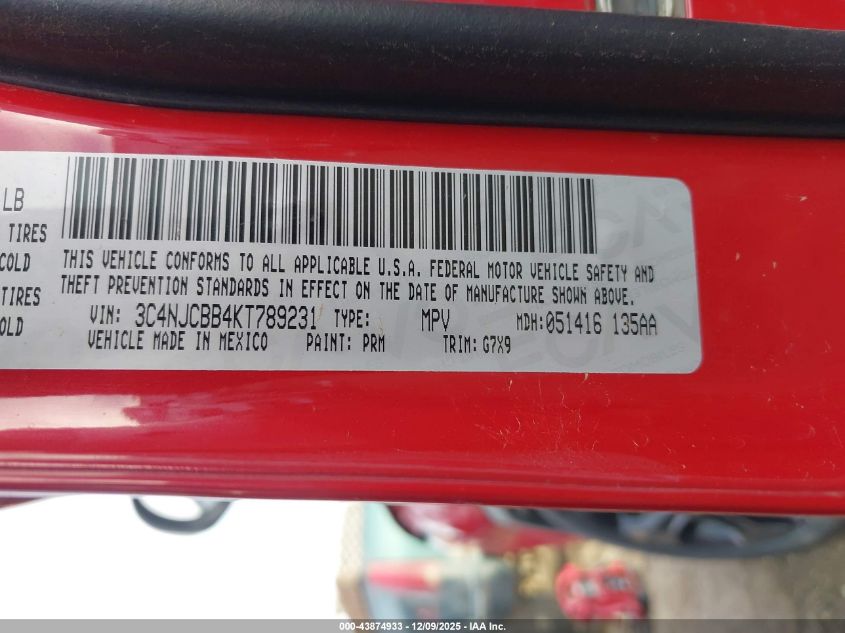 LB
TIRES
COLD
TIRES
OLD
THIS VEHICLE CONFORMS TO ALL APPLICABLE U.S.A. FEDERAL MOTOR VEHICLE SAFETY AND
THEFT PREVENTION STANDARDS IN EFFECT ON THE DATE OF MANUFACTURE SHOWN ABOVE.
VIN: 3C4NJCBB4KT789231 TYPE: MPV MDH: 051416 135AA
VEHICLE MADE IN MEXICO PAINT: PRM TRIM: G7X9
000-43874933 - 12/09/2025 - IAA Inc.